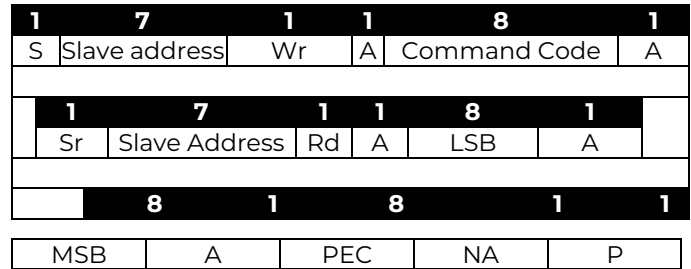 1 7 1 1 8 1
S Slave address Wr A Command Code A
1 7 1 1 8 1
Sr Slave Address Rd A LSB A
8 1 8 1 1
MSB A PEC NA P